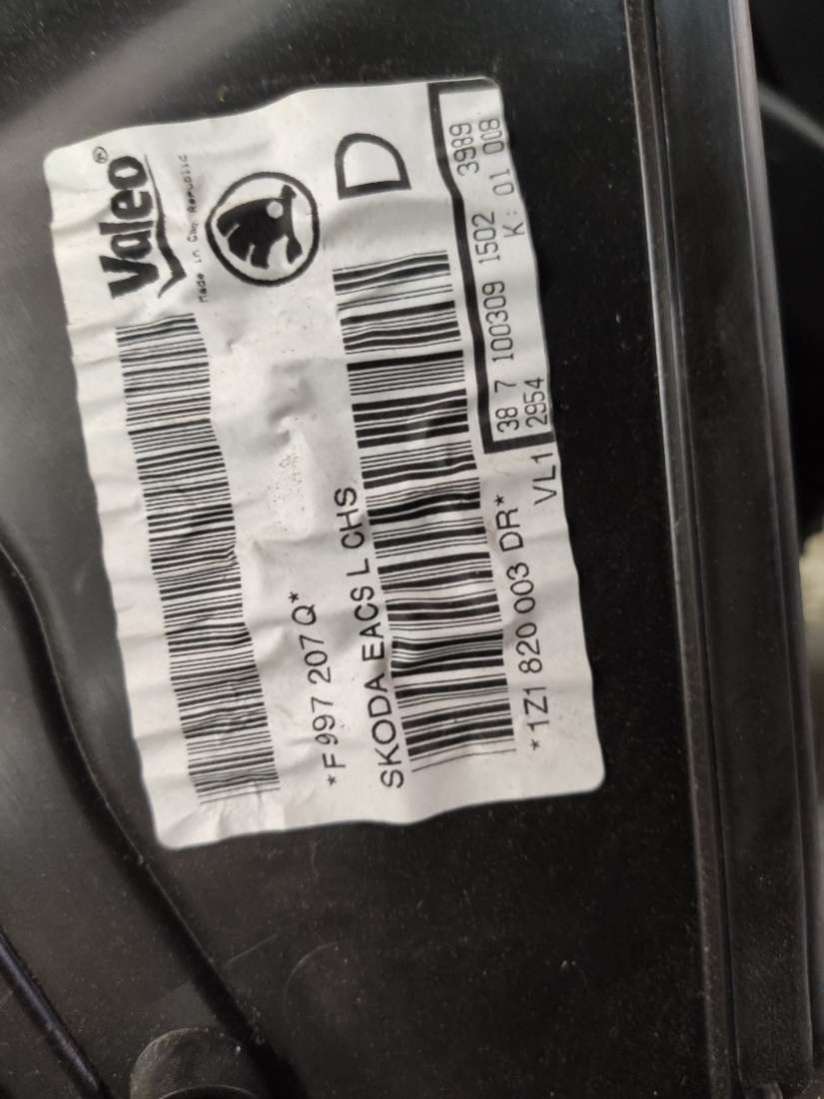 Valeo®
Made in Czech Republic
*F 997 207 Q*
SKODA EACS L CHS
D
*1Z1 820 003 DR*
38 7 100309 1502 3989
VL1 2954 K: 01 008